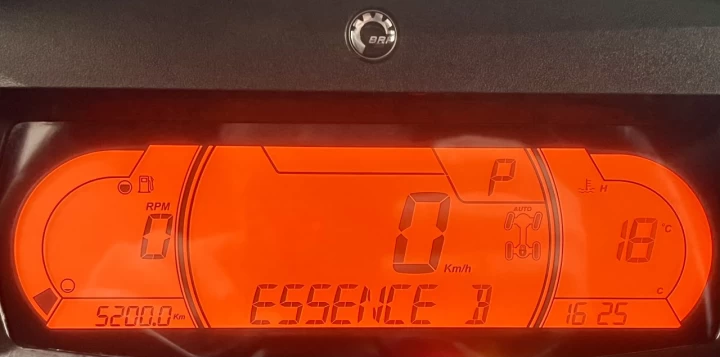 BRP
P
RPM
0
0
Km/h
AUTO
H
18 °C
C
5200.0 Km
ESSENCE B
16 25